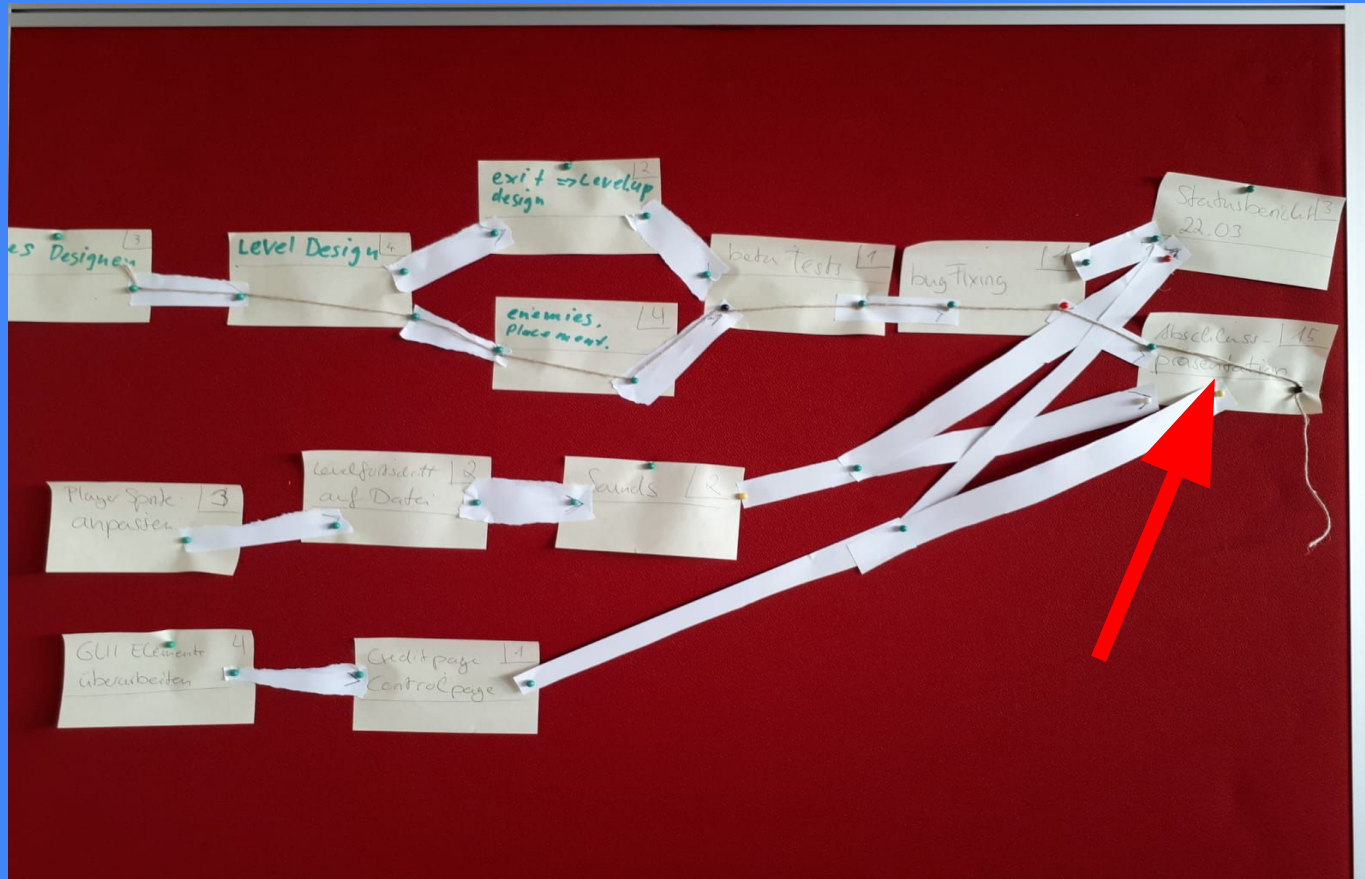 es Designen 3
Level Design 4
exit => Levelup 2
design
enemies, 4
Placement.
beta Tests 1
bug Fixing 1
Statusbericht 3
22.03
Abschluss- 15
präsentation
Player Sprite 3
anpassen
Levelfortschritt 2
auf Datei
Sounds 2
GUI Elemente 4
überarbeiten
Creditpage 1
Controlpage